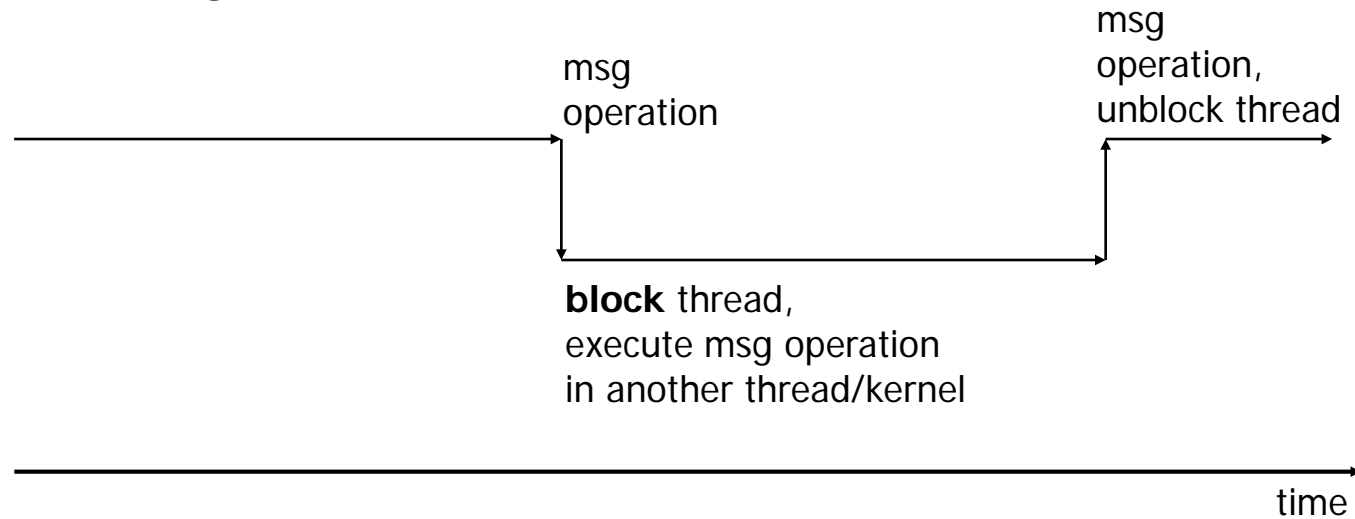 msg
operation
msg
operation,
unblock thread
block thread,
execute msg operation
in another thread/kernel
time